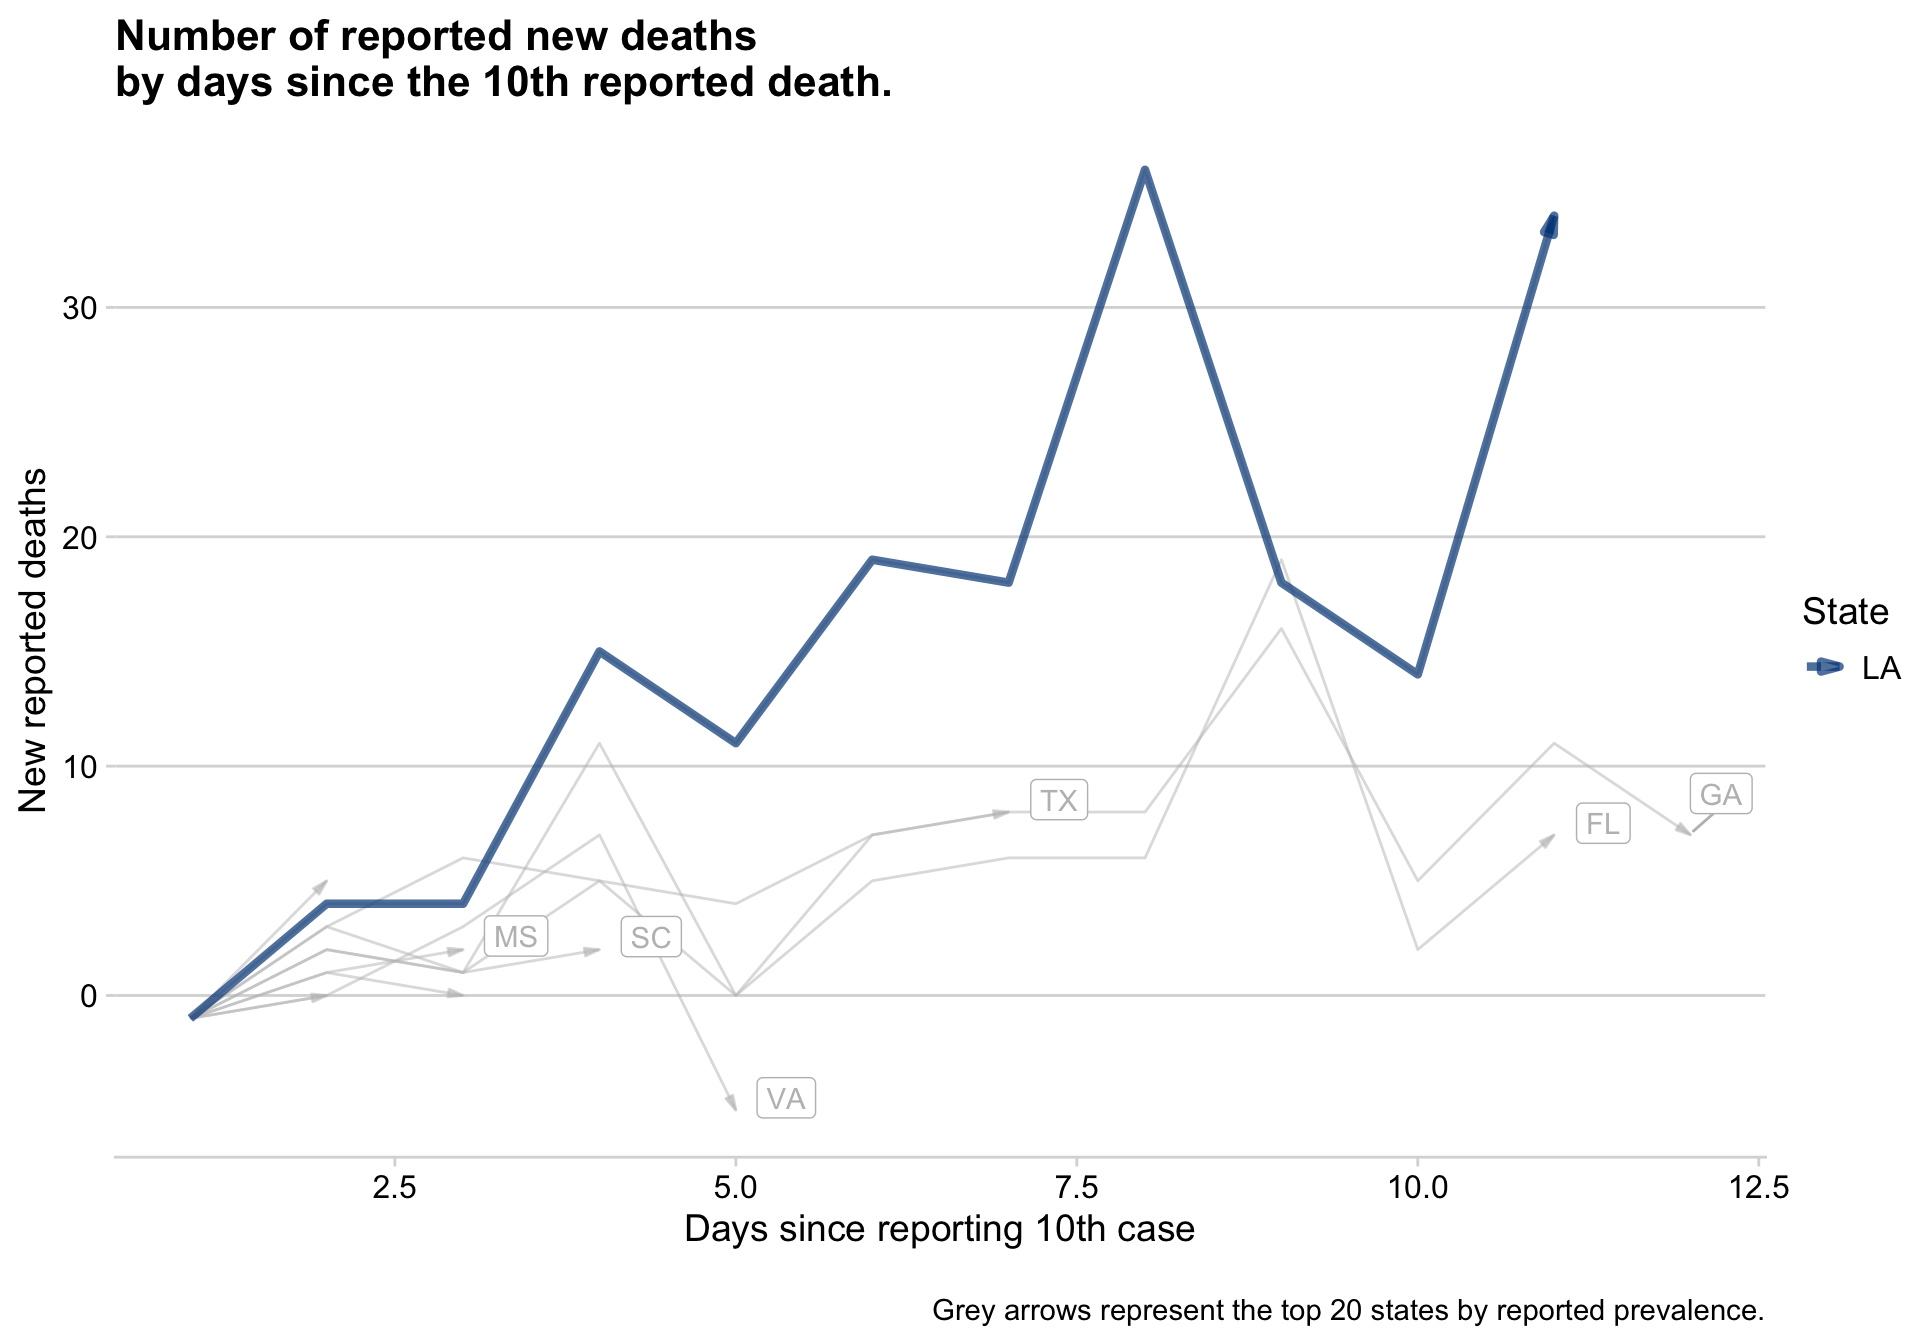 Number of reported new deaths
by days since the 10th reported death.
New reported deaths
30
20
10
0
TX
GA
FL
MS
SC
VA
State
LA
2.5
5.0
7.5
10.0
12.5
Days since reporting 10th case
Grey arrows represent the top 20 states by reported prevalence.